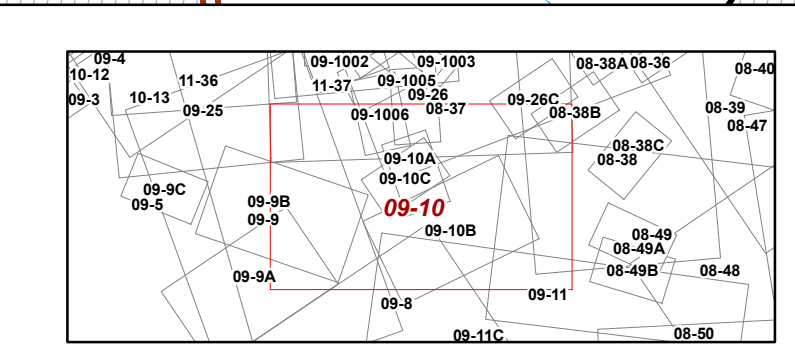 09-4 09-1002 09-1003 08-38A 08-36
10-12 11-36 11-37 09-1005 08-40
09-3 10-13 09-25 09-26 09-26C 08-39
09-1006 08-37 08-38B 08-47
09-10A 08-38C
09-10C 08-38
09-9C 09-9B 09-10
09-5 09-9 09-10B 08-49
08-49A
09-9A 08-49B 08-48
09-8 09-11
09-11C 08-50